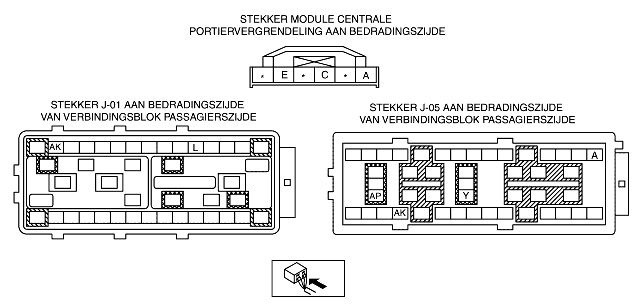 STEKKER MODULE CENTRALE
PORTIERVERGRENDELING AAN BEDRADINGSZIJDE
* E * C * A
STEKKER J-01 AAN BEDRADINGSZIJDE
VAN VERBINDINGSBLOK PASSAGIERSZIJDE
AK L
STEKKER J-05 AAN BEDRADINGSZIJDE
VAN VERBINDINGSBLOK PASSAGIERSZIJDE
A
AP Y
AK